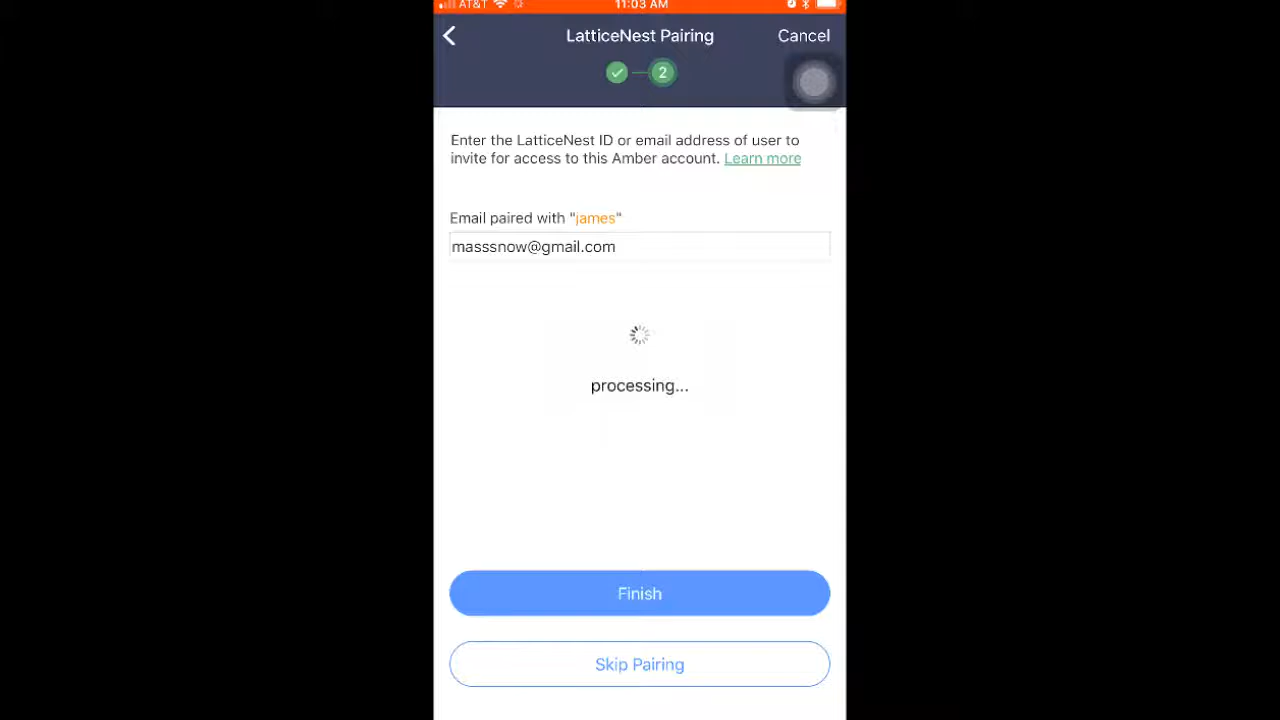 AT&T 11:03 AM
LatticeNest Pairing Cancel
2
Enter the LatticeNest ID or email address of user to
invite for access to this Amber account. Learn more
Email paired with "james"
masssnow@gmail.com
processing...
Finish
Skip Pairing